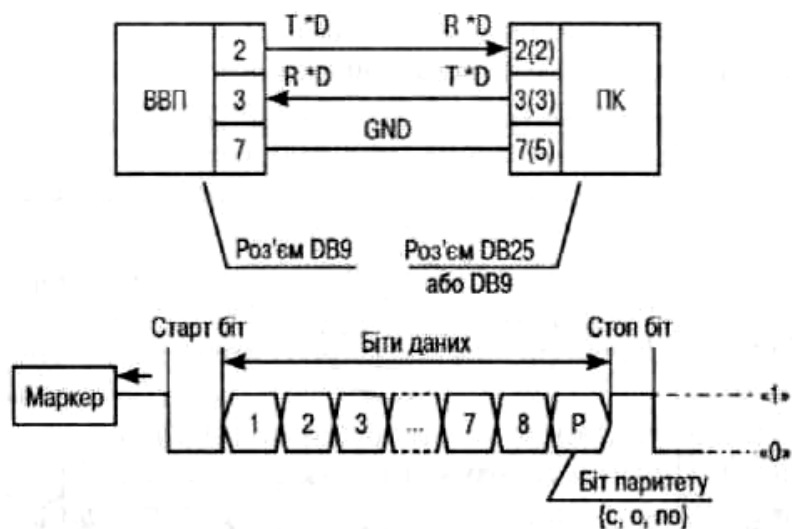 T *D R *D
2 2(2)
R *D T *D
ВВП 3 3(3) ПК
GND
7 7(5)
Роз'єм DB9 Роз'єм DB25
або DB9
Старт біт Стоп біт
Біти даних
Маркер «1»
1 2 3 ... 7 8 P
«0»
Біт паритету
(с, о, по)